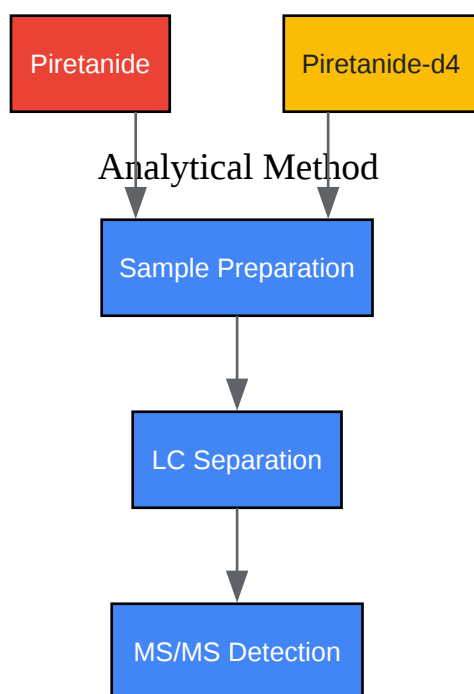 Piretanide
Piretanide-d4
Analytical Method
Sample Preparation
LC Separation
MS/MS Detection